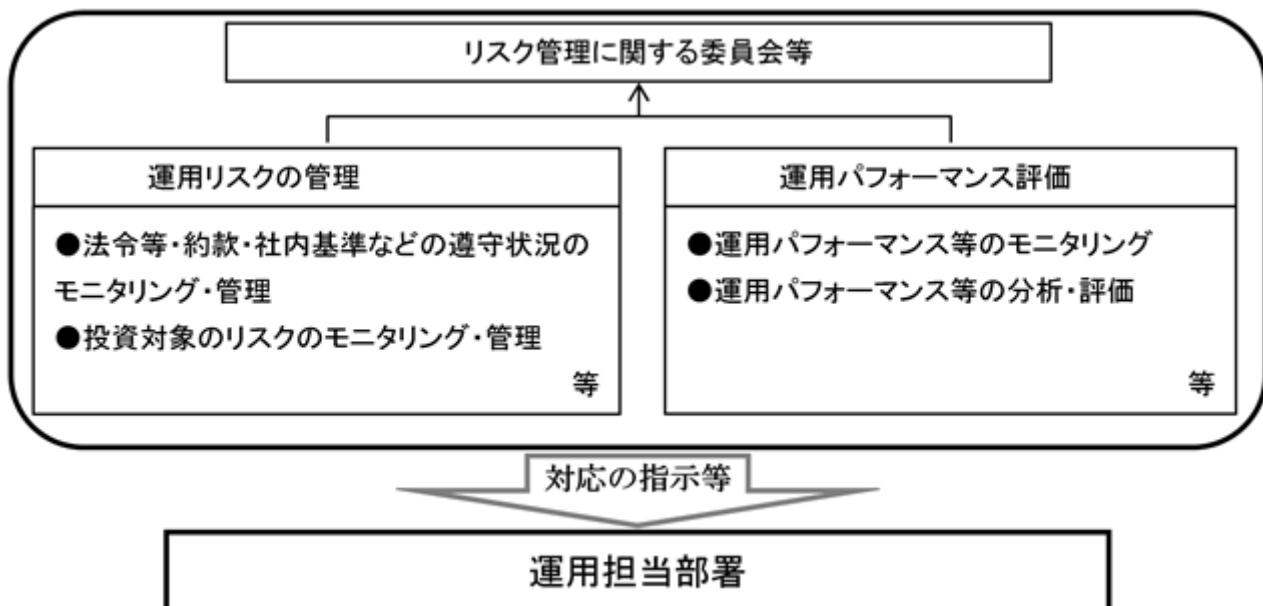 リスク管理に関する委員会等
運用リスクの管理
●法令等・約款・社内基準などの遵守状況の
モニタリング・管理
●投資対象のリスクのモニタリング・管理
等
運用パフォーマンス評価
●運用パフォーマンス等のモニタリング
●運用パフォーマンス等の分析・評価
等
対応の指示等
運用担当部署